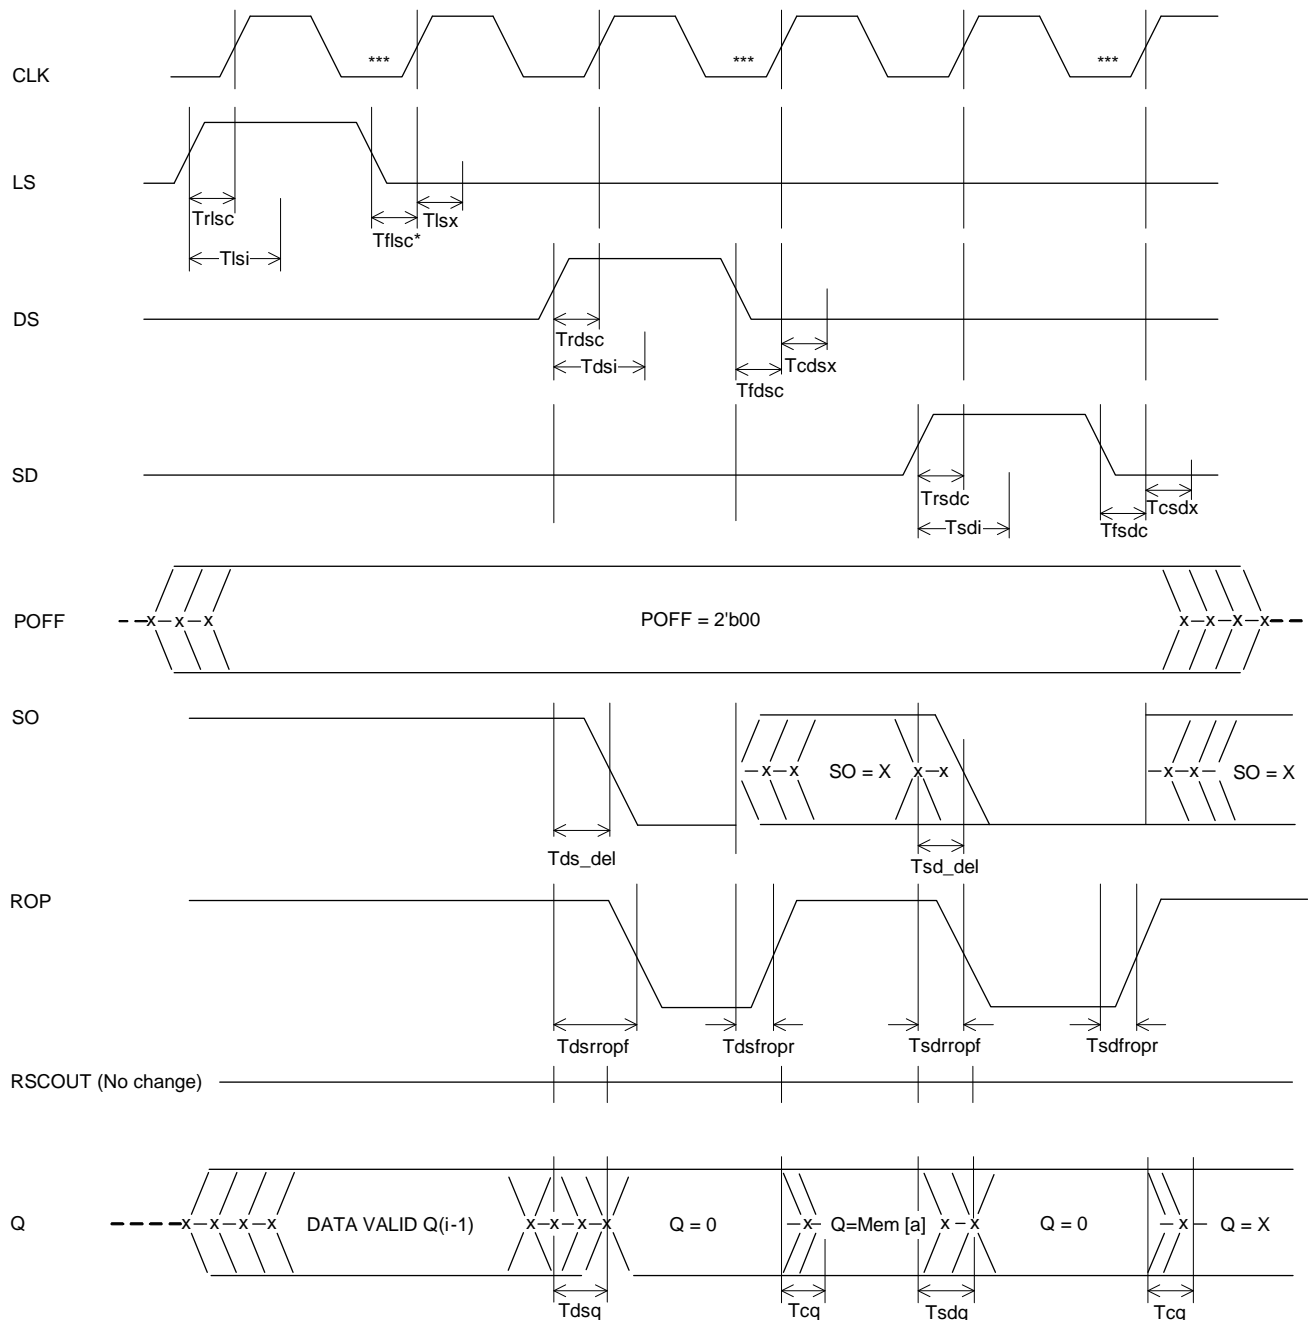 *** *** ***
CLK
LS
Trlsc Tflsc* Tlsx
Tlsi
DS
Trdsc Tcdsx
Tdsi Tfdsc
SD
Trsdc Tcsdx
Tsdi Tfsdc
POFF x x x POFF = 2'b00 x x x x
SO
x x SO = X x x x x SO = X
Tds_del Tsd_del
ROP
Tdsrropf Tdsfropr Tsdrropf Tsdfropr
RSCOUT (No change)
Q x x x x DATA VALID Q(i-1) x x x x Q = 0 x Q=Mem [a] x x Q = 0 x Q = X
Tdsq Tcq Tsdq Tcq